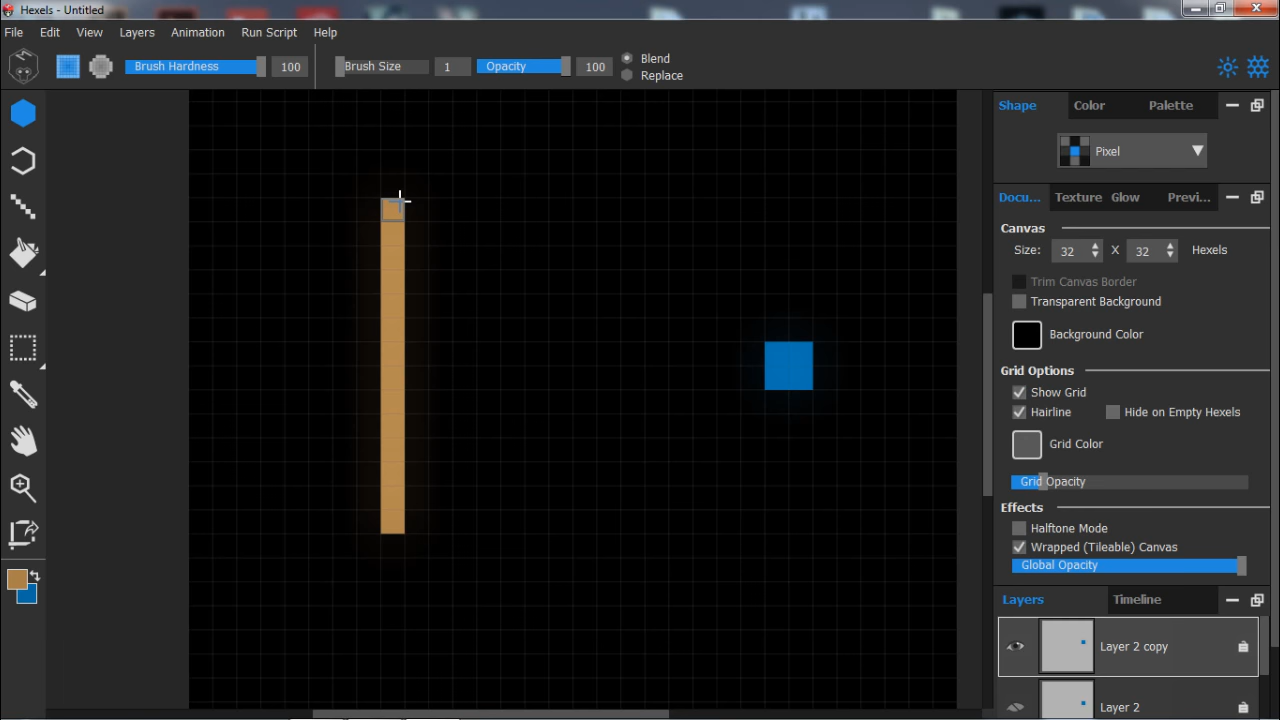 Hexels - Untitled
File Edit View Layers Animation Run Script Help
Brush Hardness 100 Brush Size 1 Opacity 100 Blend
Replace
Shape Color Palette
Pixel
Docu... Texture Glow Previ...
Canvas
Size: 32 X 32 Hexels
Trim Canvas Border
Transparent Background
Background Color
Grid Options
Show Grid
Hairline Hide on Empty Hexels
Grid Color
Grid Opacity
Effects
Halftone Mode
Wrapped (Tileable) Canvas
Global Opacity
Layers Timeline
Layer 2 copy
Layer 2